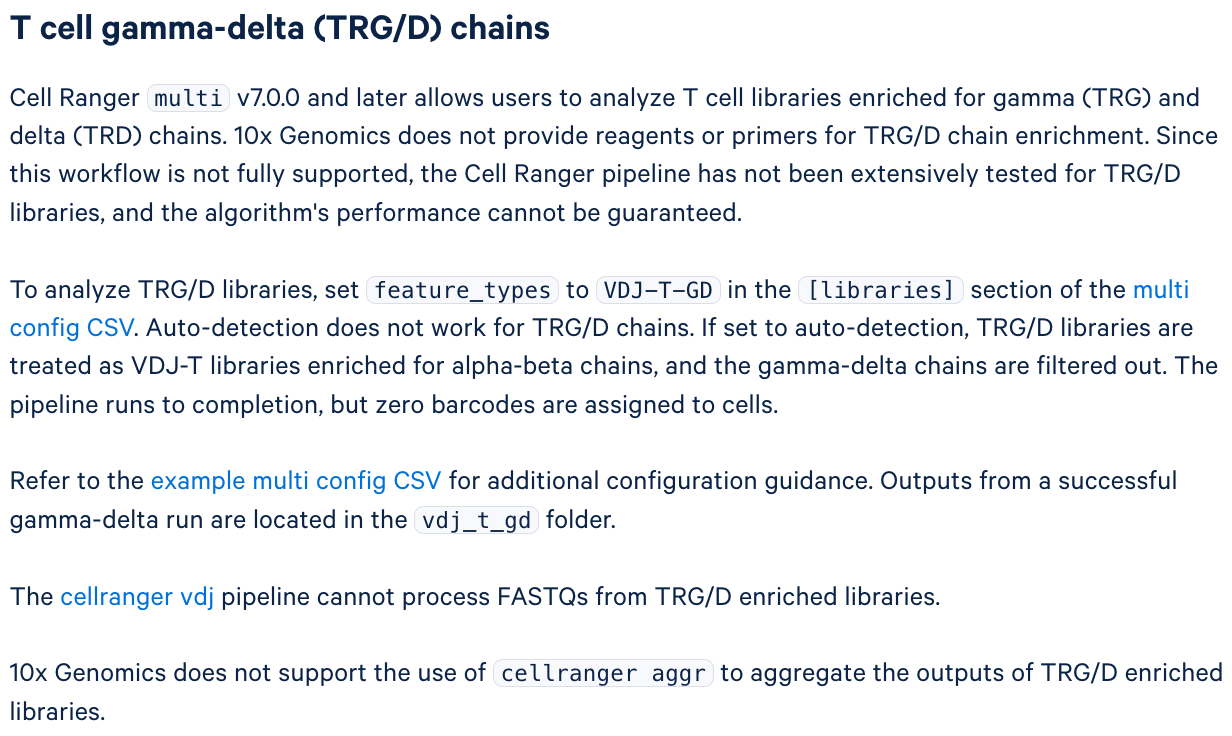 T cell gamma-delta (TRG/D) chains
Cell Ranger multi v7.0.0 and later allows users to analyze T cell libraries enriched for gamma (TRG) and
delta (TRD) chains. 10x Genomics does not provide reagents or primers for TRG/D chain enrichment. Since
this workflow is not fully supported, the Cell Ranger pipeline has not been extensively tested for TRG/D
libraries, and the algorithm's performance cannot be guaranteed.
To analyze TRG/D libraries, set feature_types to VDJ-T-GD in the [libraries] section of the multi
config CSV. Auto-detection does not work for TRG/D chains. If set to auto-detection, TRG/D libraries are
treated as VDJ-T libraries enriched for alpha-beta chains, and the gamma-delta chains are filtered out. The
pipeline runs to completion, but zero barcodes are assigned to cells.
Refer to the example multi config CSV for additional configuration guidance. Outputs from a successful
gamma-delta run are located in the vdj_t_gd folder.
The cellranger vdj pipeline cannot process FASTQs from TRG/D enriched libraries.
10x Genomics does not support the use of cellranger aggr to aggregate the outputs of TRG/D enriched
libraries.